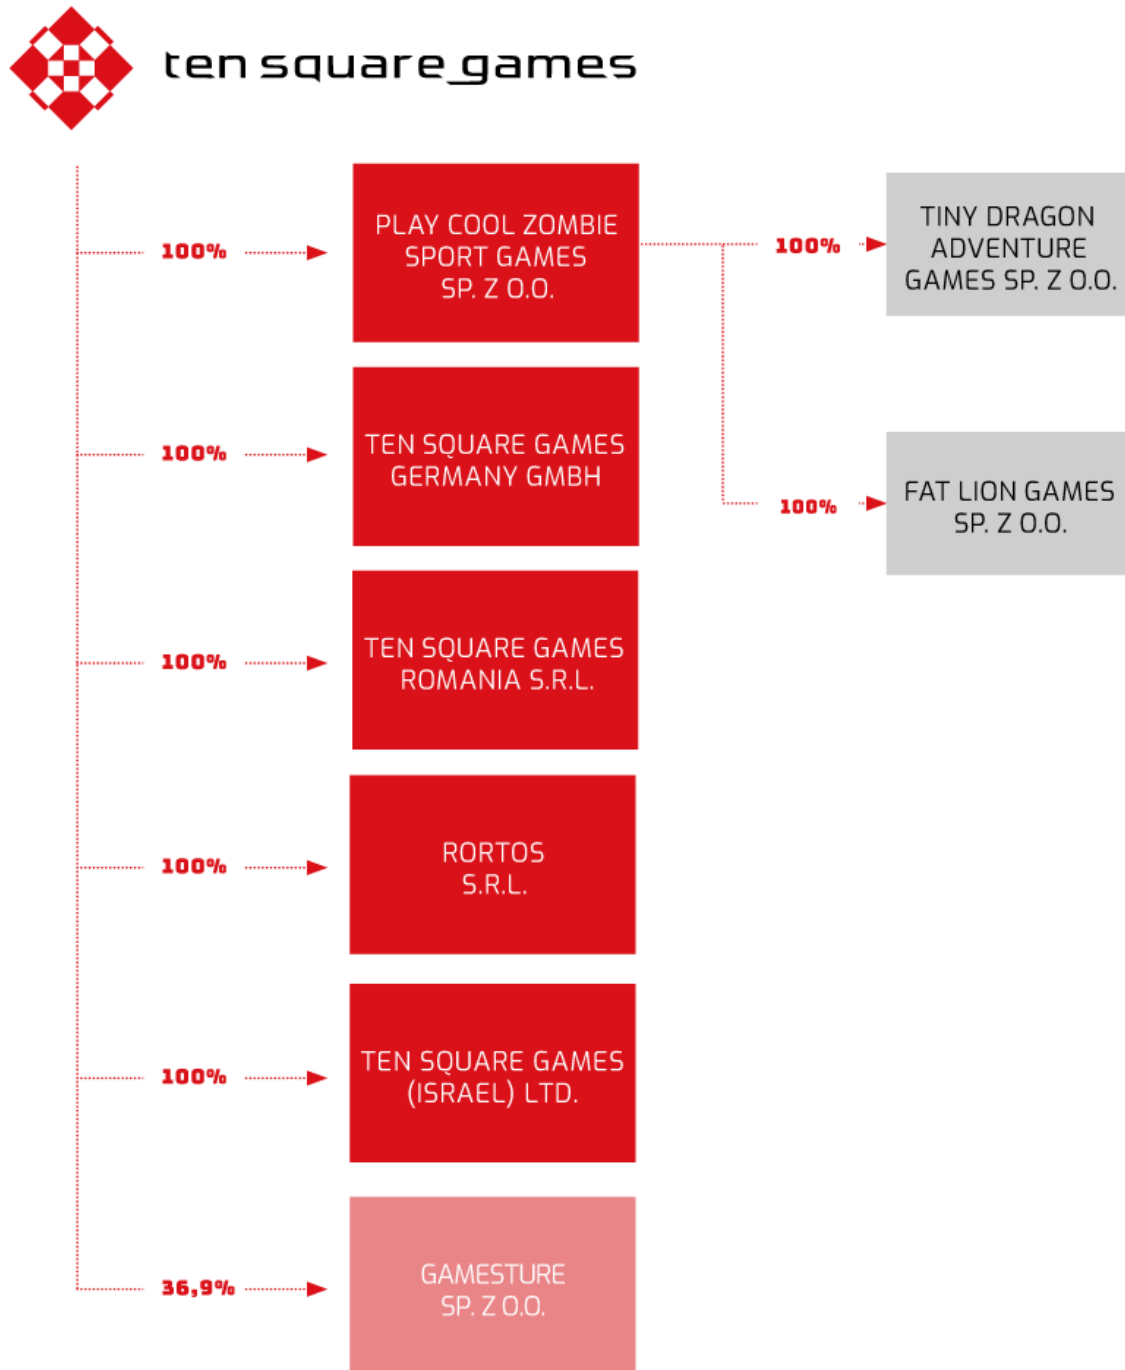 ten square_games
100%
PLAY COOL ZOMBIE
SPORT GAMES
SP. Z O.O.
100%
TINY DRAGON
ADVENTURE
GAMES SP. Z O.O.
100%
TEN SQUARE GAMES
GERMANY GMBH
100%
FAT LION GAMES
SP. Z O.O.
100%
TEN SQUARE GAMES
ROMANIA S.R.L.
100%
RORTOS
S.R.L.
100%
TEN SQUARE GAMES
(ISRAEL) LTD.
36,9%
GAMESTURE
SP. Z O.O.